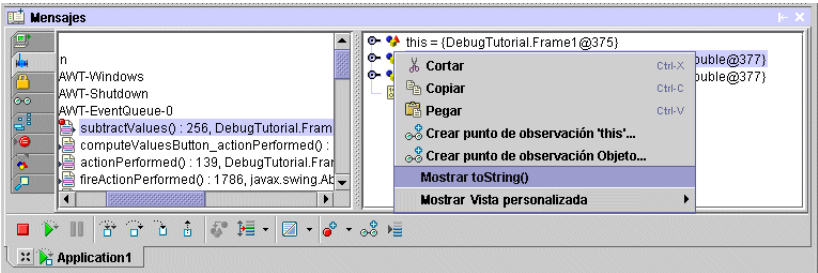 Mensajes
n
AWT-Windows
AWT-Shutdown
AWT-EventQueue-0
subtractValues() : 256, DebugTutorial.Fram
computeValuesButton_actionPerformed() :
actionPerformed() : 139, DebugTutorial.Frar
fireActionPerformed() : 1786, javax.swing.At
this = {DebugTutorial.Frame1@375}
ouble@377}
ouble@377}
Cortar Ctrl-X
Copiar Ctrl-C
Pegar Ctrl-V
Crear punto de observación 'this'...
Crear punto de observación Objeto...
Mostrar toString()
Mostrar Vista personalizada
Application1